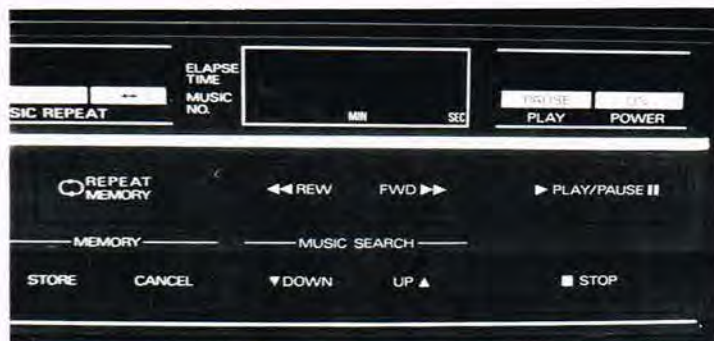 ELAPSE
TIME
MUSIC
NO.
MIN SEC
PAUSE ON
SIC REPEAT PLAY POWER
REPEAT
MEMORY
◀◀ REW FWD ▶▶ ▶ PLAY/PAUSE ❚❚
MEMORY MUSIC SEARCH
STORE CANCEL ▼DOWN UP ▲ ■ STOP